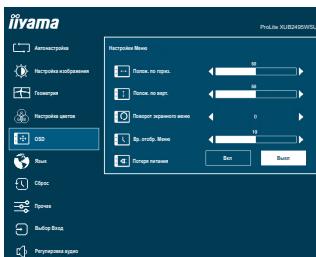 iiyama
ProLite XUB2495WSU
Автонастройка
Настройка изображения
Геометрия
Настройка цветов
OSD
Язык
Сброс
Прочее
Выбор Вход
Регулировка аудио
Настройки Меню
Полож. по гориз.
50
Полож. по верт.
50
Поворот экранного меню
0
Вр. отобр. Меню
10
Потеря питания
Вкл
Выкл